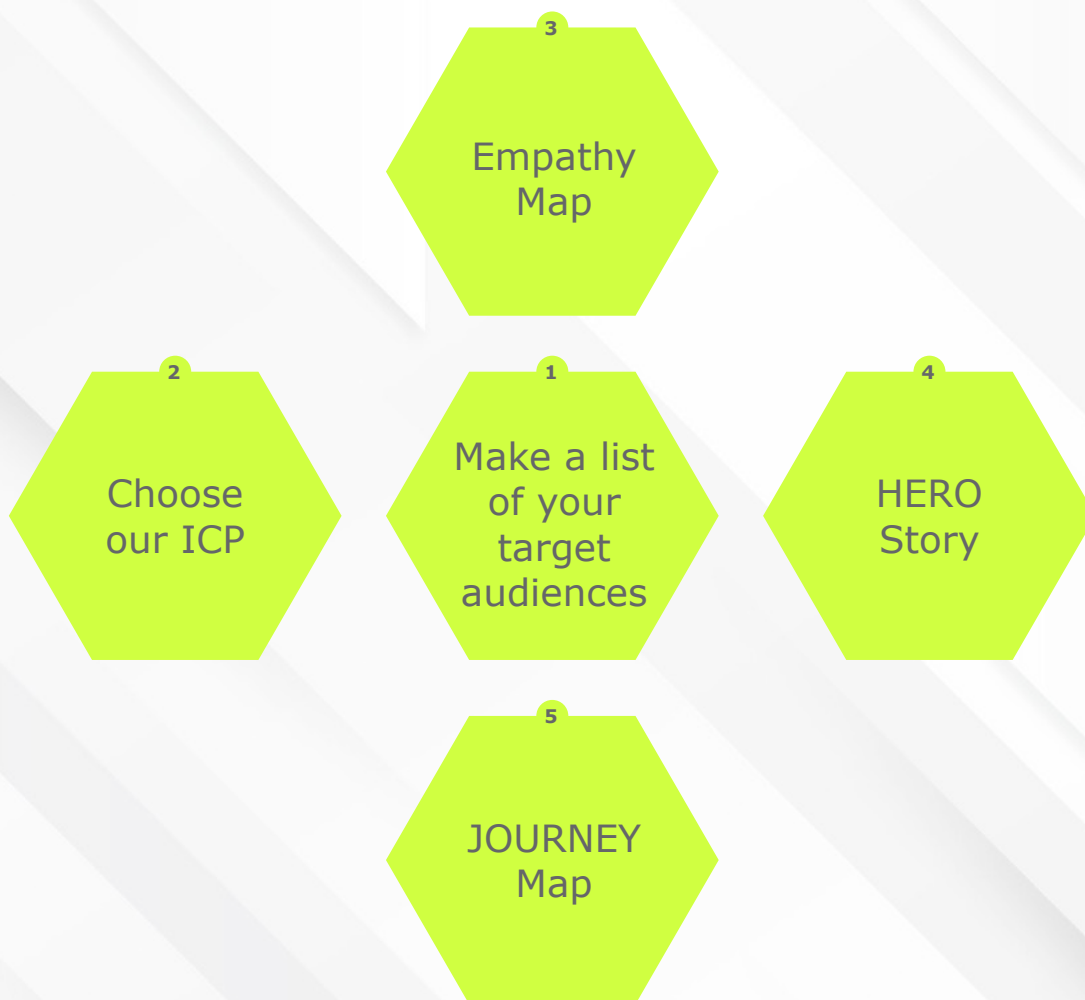 3
Empathy
Map
2
Choose
our ICP
1
Make a list
of your
target
audiences
4
HERO
Story
5
JOURNEY
Map